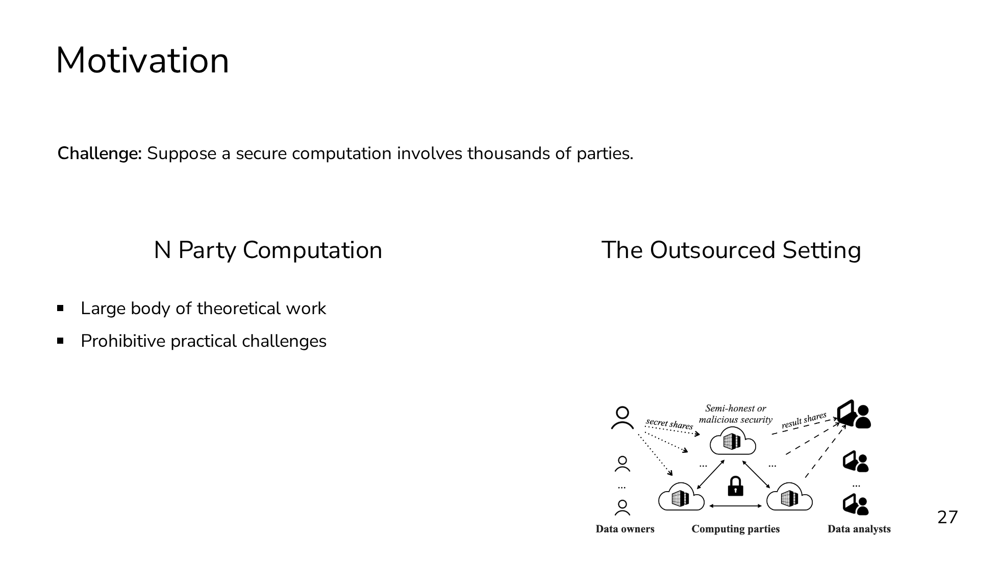 Motivation
Challenge: Suppose a secure computation involves thousands of parties.
N Party Computation
▪ Large body of theoretical work
▪ Prohibitive practical challenges
The Outsourced Setting
Semi-honest or
malicious security
secret shares
result shares
...
...
...
...
Data owners
Computing parties
Data analysts
27